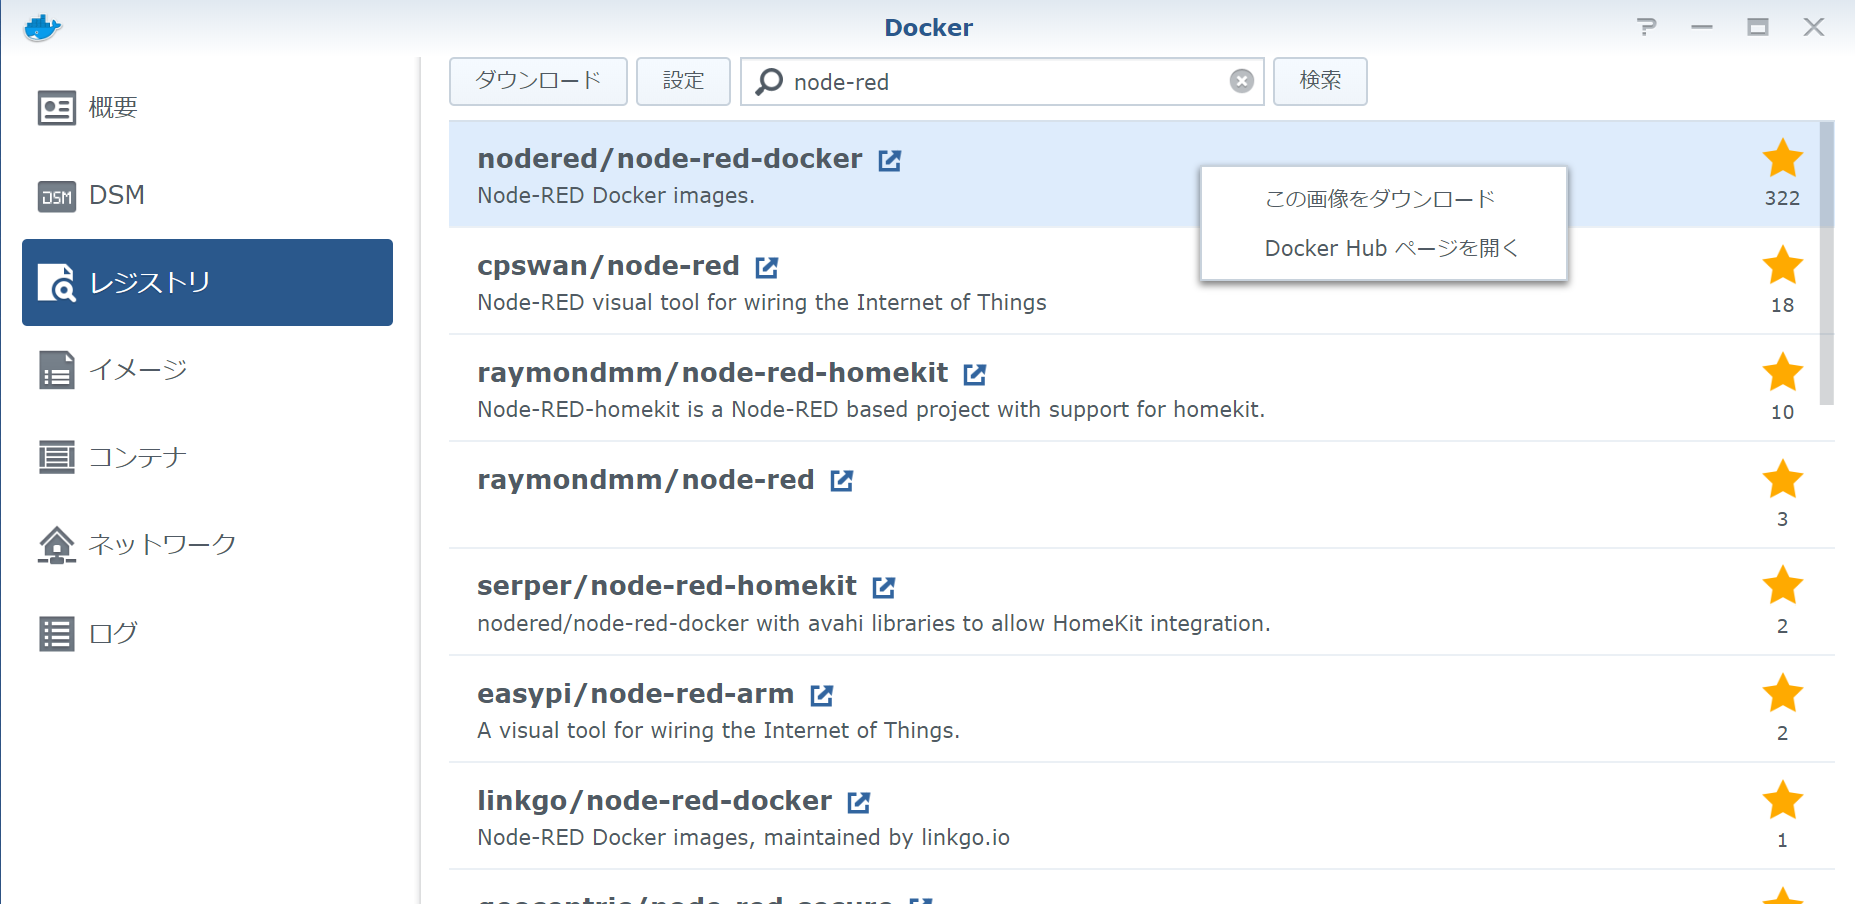 Docker
概要
DSM
レジストリ
イメージ
コンテナ
ネットワーク
ログ
ダウンロード 設定 node-red 検索
nodered/node-red-docker
Node-RED Docker images.
322
この画像をダウンロード
Docker Hub ページを開く
cpswan/node-red
Node-RED visual tool for wiring the Internet of Things
18
raymondmm/node-red-homekit
Node-RED-homekit is a Node-RED based project with support for homekit.
10
raymondmm/node-red
3
serper/node-red-homekit
nodered/node-red-docker with avahi libraries to allow HomeKit integration.
2
easypi/node-red-arm
A visual tool for wiring the Internet of Things.
2
linkgo/node-red-docker
Node-RED Docker images, maintained by linkgo.io
1
geocentric/node-red-secure